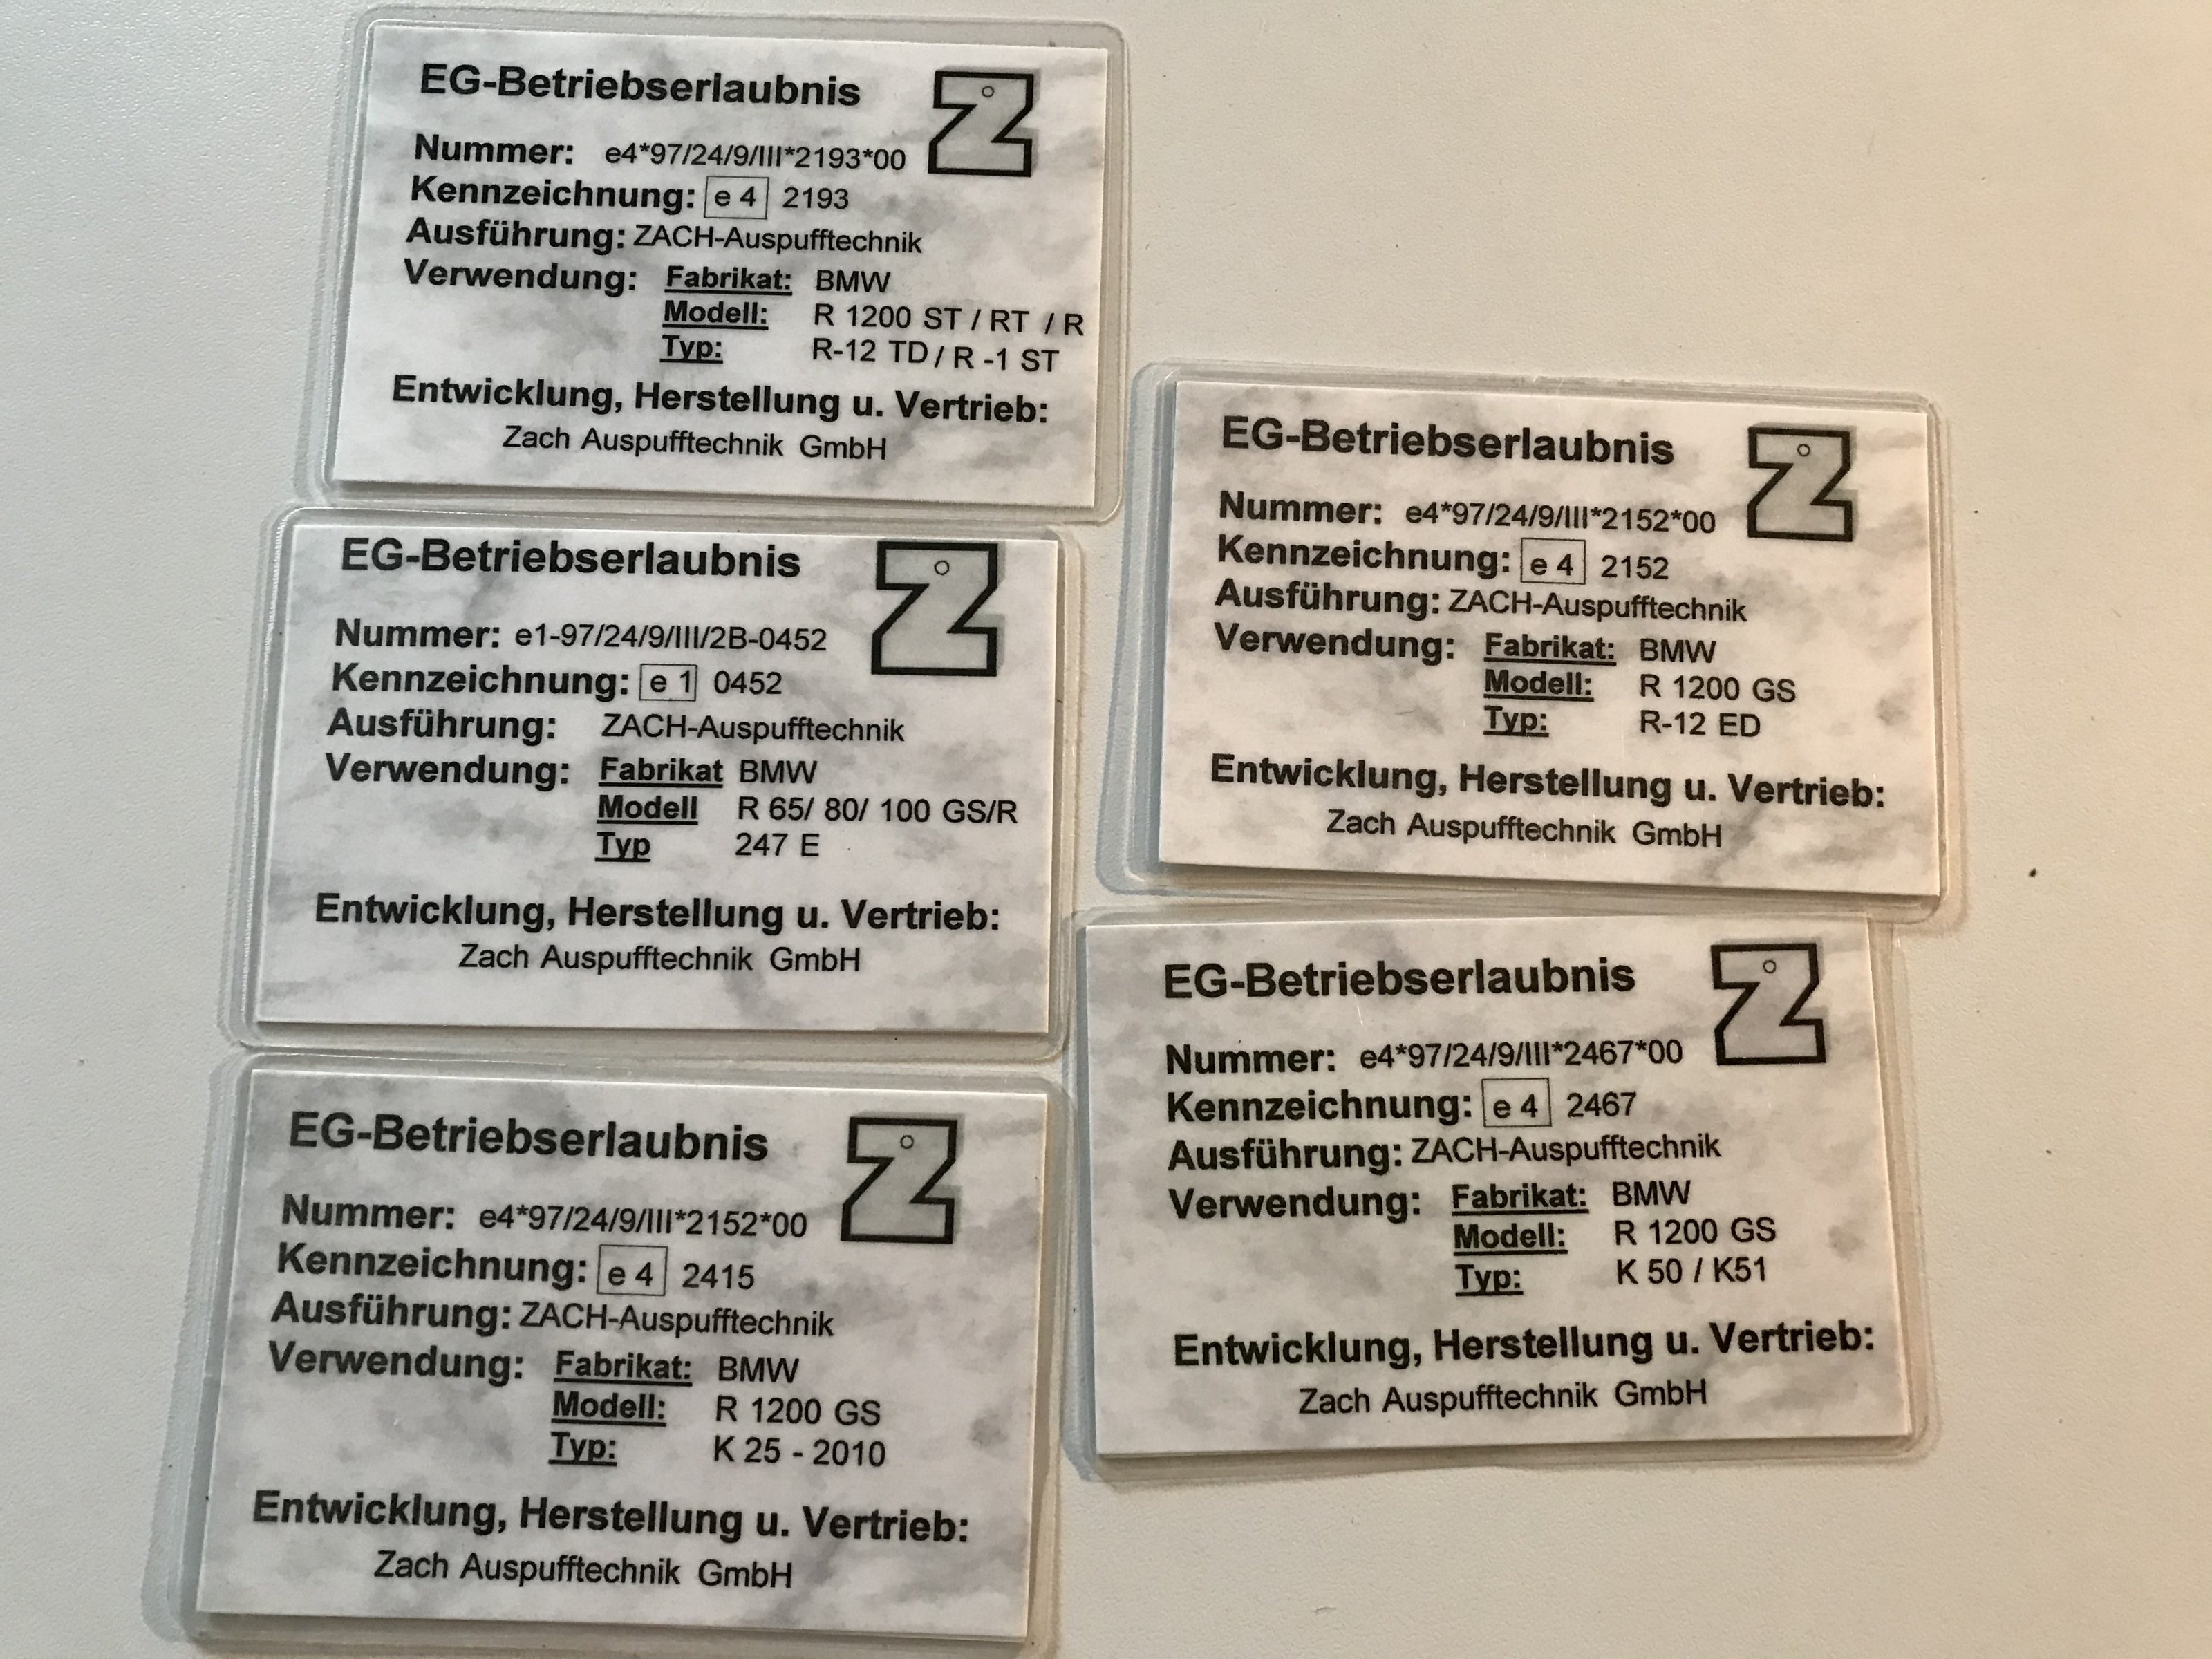 EG-Betriebserlaubnis
Z
Nummer: e4*97/24/9/III*2193*00
Kennzeichnung: e 4 2193
Ausführung: ZACH-Auspufftechnik
Verwendung: Fabrikat: BMW
Modell: R 1200 ST / RT / R
Typ: R-12 TD / R -1 ST
Entwicklung, Herstellung u. Vertrieb:
Zach Auspufftechnik GmbH
EG-Betriebserlaubnis
Z
Nummer: e1-97/24/9/III/2B-0452
Kennzeichnung: e 1 0452
Ausführung: ZACH-Auspufftechnik
Verwendung: Fabrikat BMW
Modell R 65/ 80/ 100 GS/R
Typ 247 E
Entwicklung, Herstellung u. Vertrieb:
Zach Auspufftechnik GmbH
EG-Betriebserlaubnis
Z
Nummer: e4*97/24/9/III*2152*00
Kennzeichnung: e 4 2415
Ausführung: ZACH-Auspufftechnik
Verwendung: Fabrikat: BMW
Modell: R 1200 GS
Typ: K 25 - 2010
Entwicklung, Herstellung u. Vertrieb:
Zach Auspufftechnik GmbH
EG-Betriebserlaubnis
Z
Nummer: e4*97/24/9/III*2152*00
Kennzeichnung: e 4 2152
Ausführung: ZACH-Auspufftechnik
Verwendung: Fabrikat: BMW
Modell: R 1200 GS
Typ: R-12 ED
Entwicklung, Herstellung u. Vertrieb:
Zach Auspufftechnik GmbH
EG-Betriebserlaubnis
Z
Nummer: e4*97/24/9/III*2467*00
Kennzeichnung: e 4 2467
Ausführung: ZACH-Auspufftechnik
Verwendung: Fabrikat: BMW
Modell: R 1200 GS
Typ: K 50 / K51
Entwicklung, Herstellung u. Vertrieb:
Zach Auspufftechnik GmbH